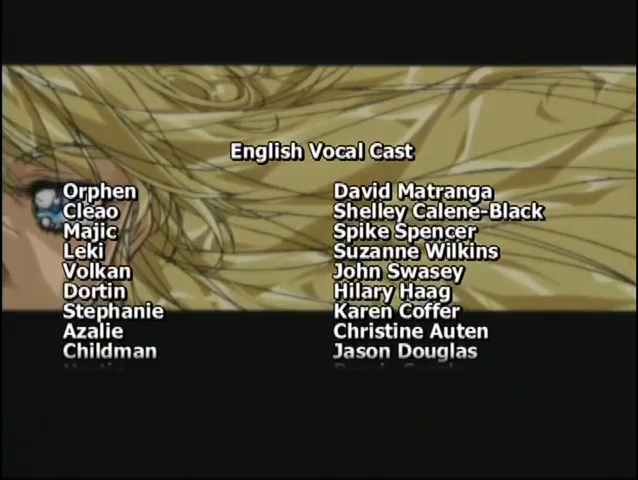 English Vocal Cast
Orphen David Matranga
Cleao Shelley Calene-Black
Majic Spike Spencer
Leki Suzanne Wilkins
Volkan John Swasey
Dortin Hilary Haag
Stephanie Karen Coffer
Azalie Christine Auten
Childman Jason Douglas